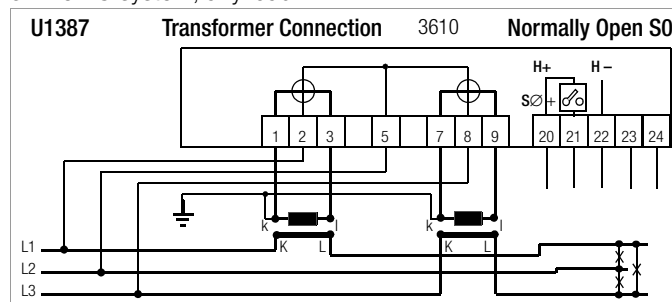 U1387 Transformer Connection 3610 Normally Open S0
H+ H –
SØ +
1 2 3 5 7 8 9 20 21 22 23 24
k l k l
K L K L
L1
L2
L3